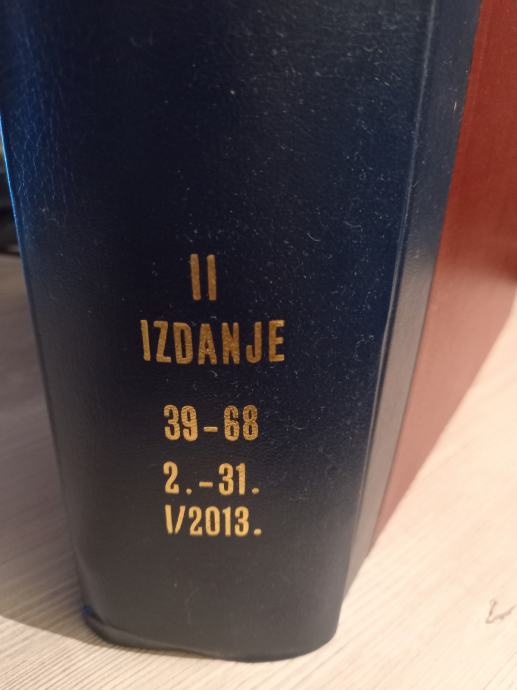 II
IZDANJE
39-68
2.-31.
I/2013.